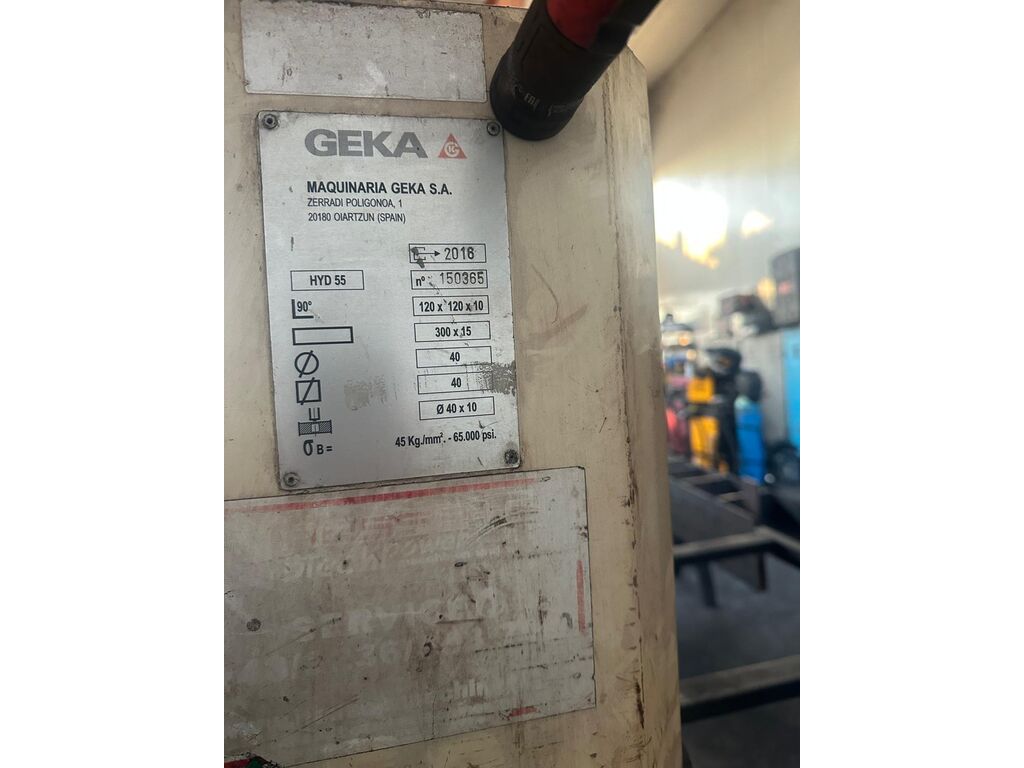 GEKA
MAQUINARIA GEKA S.A.
ZERRADI POLIGONOA, 1
20180 OIARTZUN (SPAIN)
2016
HYD 55
nº 150365
90°
120 x 120 x 10
300 x 15
40
40
Ø 40 x 10
σB= 45 Kg./mm². - 65.000 psi.